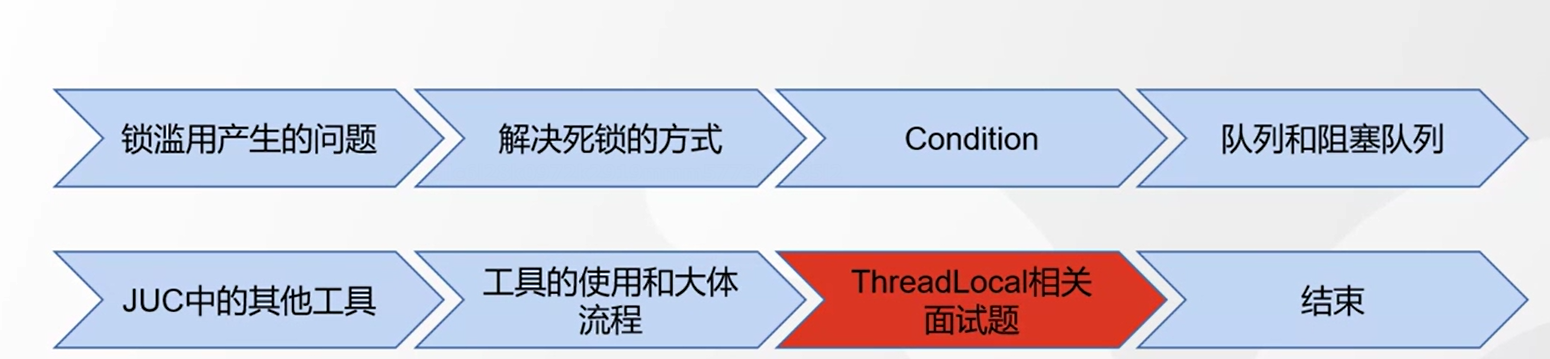 锁滥用产生的问题
解决死锁的方式
Condition
队列和阻塞队列
JUC中的其他工具
工具的使用和大体
流程
ThreadLocal相关
面试题
结束